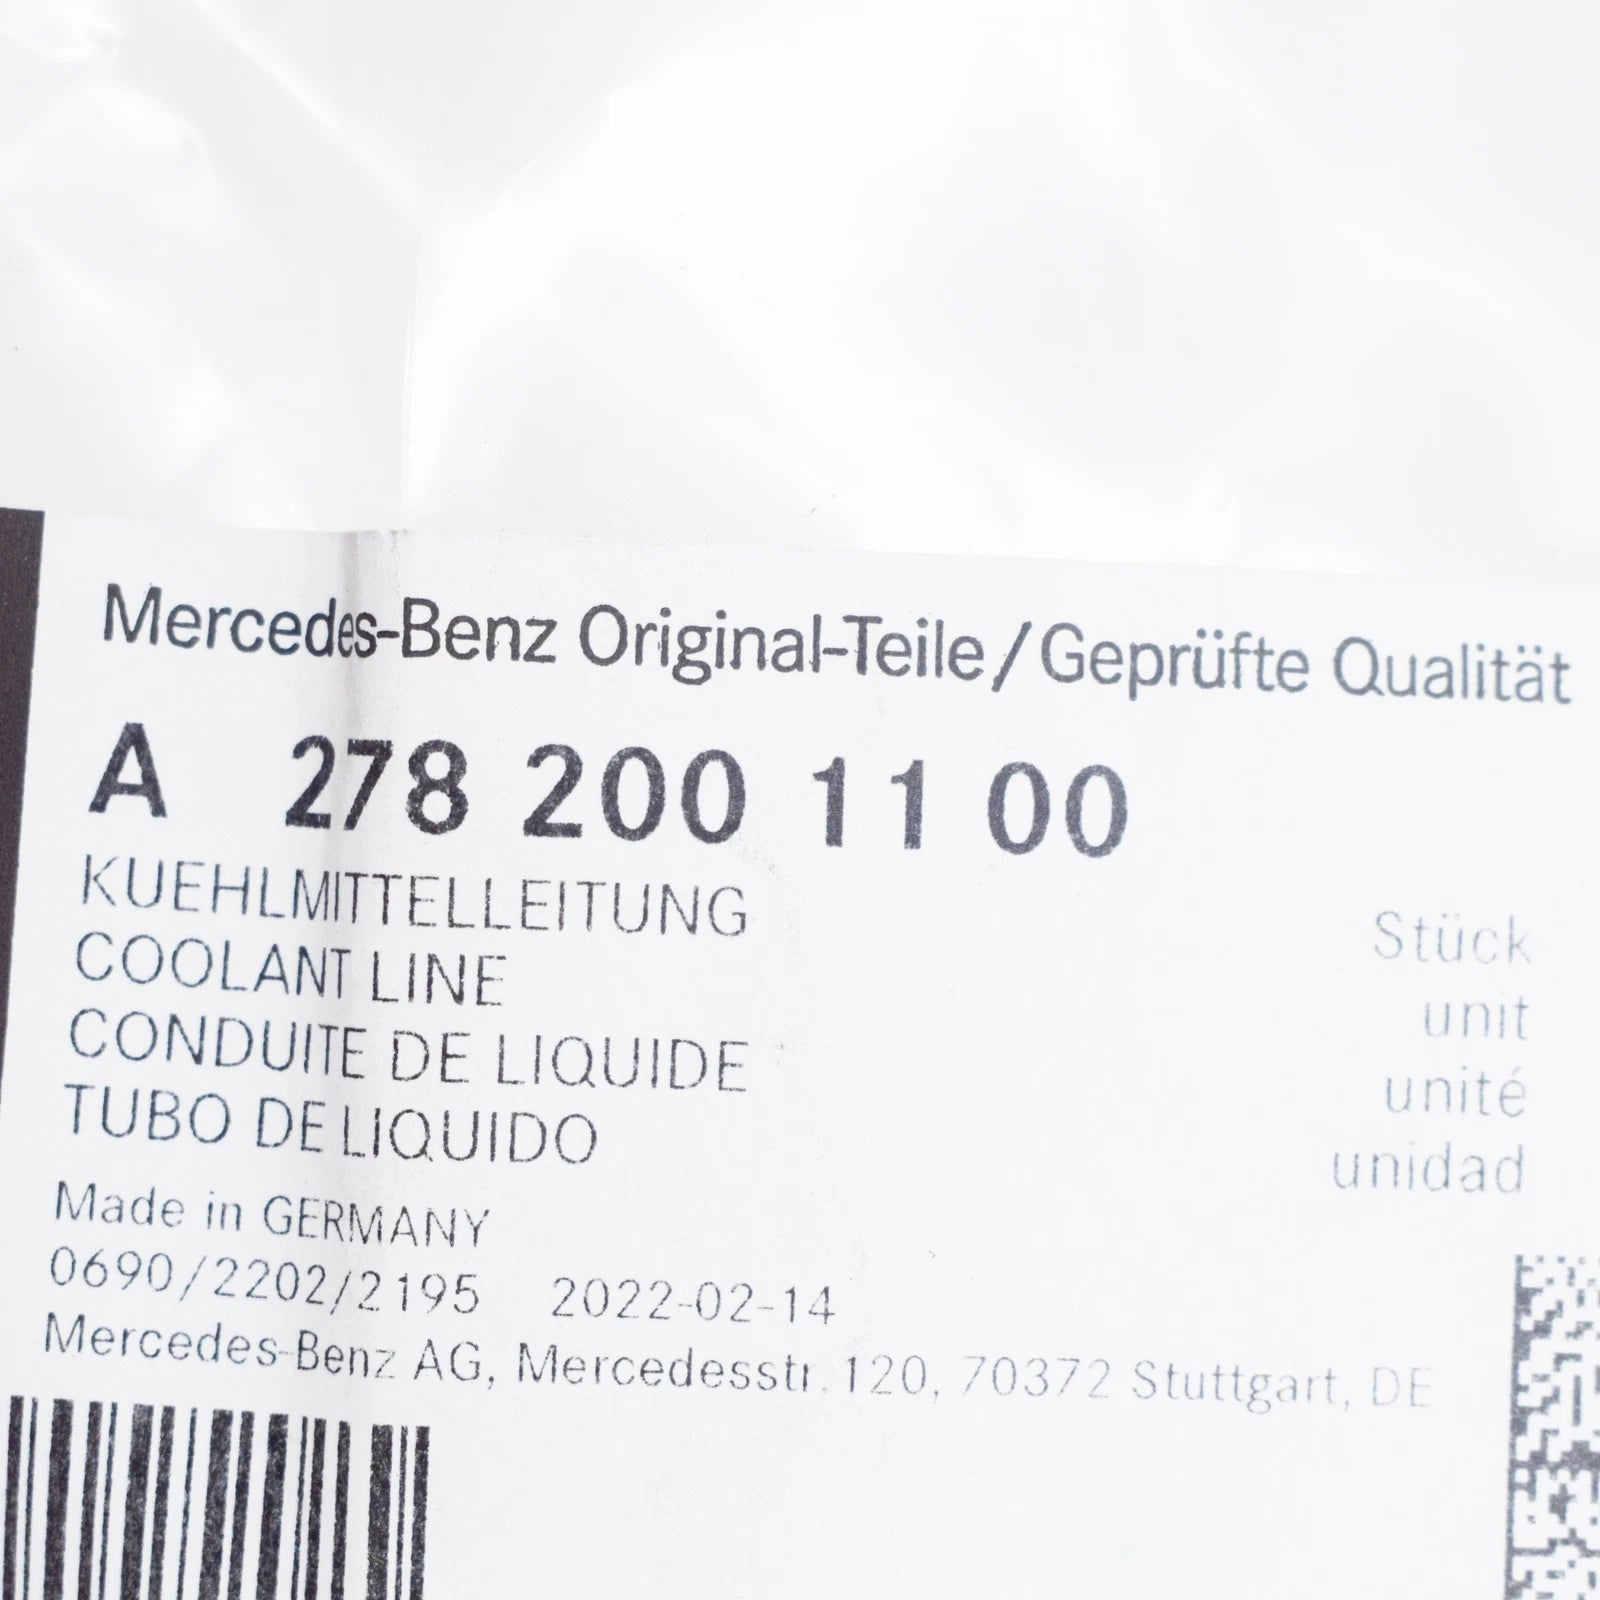 Mercedes-Benz Original-Teile/Geprüfte Qualität
A 278 200 11 00
KUEHLMITTELLEITUNG
COOLANT LINE
CONDUITE DE LIQUIDE
TUBO DE LIQUIDO
Stück
unit
unité
unidad
Made in GERMANY
0690/2202/2195 2022-02-14
Mercedes-Benz AG, Mercedesstr. 120, 70372 Stuttgart, DE